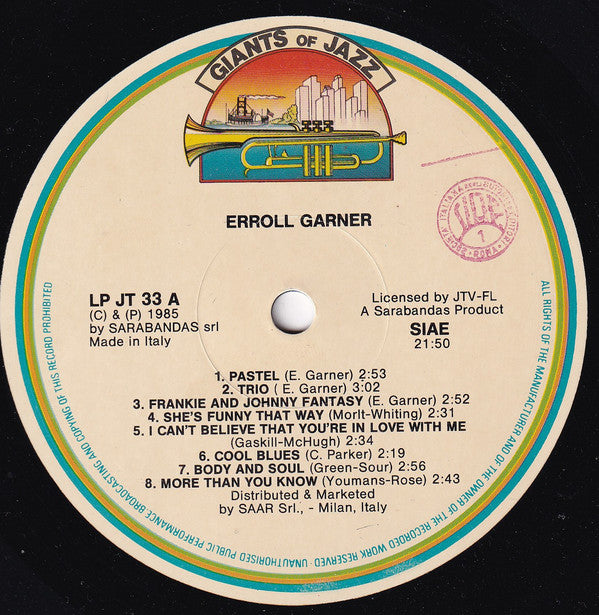 GIANTS OF JAZZ
ERROLL GARNER
LP JT 33 A
(C) & (P) 1985
by SARABANDAS srl
Made in Italy
Licensed by JTV-FL
A Sarabandas Product
SIAE
21:50
SIDE
1
ROMA
1. PASTEL (E. Garner) 2:53
2. TRIO ( E. Garner) 3:02
3. FRANKIE AND JOHNNY FANTASY (E. Garner) 2:52
4. SHE'S FUNNY THAT WAY (Morlt-Whiting) 2:31
5. I CAN'T BELIEVE THAT YOU'RE IN LOVE WITH ME
(Gaskill-McHugh) 2:34
6. COOL BLUES (C. Parker) 2:19
7. BODY AND SOUL (Green-Sour) 2:56
8. MORE THAN YOU KNOW (Youmans-Rose) 2:43
Distributed & Marketed
by SAAR Srl., - Milan, Italy
ALL RIGHTS OF THE MANUFACTURER AND OF THE OWNER OF THE RECORDED WORK RESERVED · UNAUTHORISED PUBLIC PERFORMANCE BROADCASTING AND COPYING OF THIS RECORD PROHIBITED